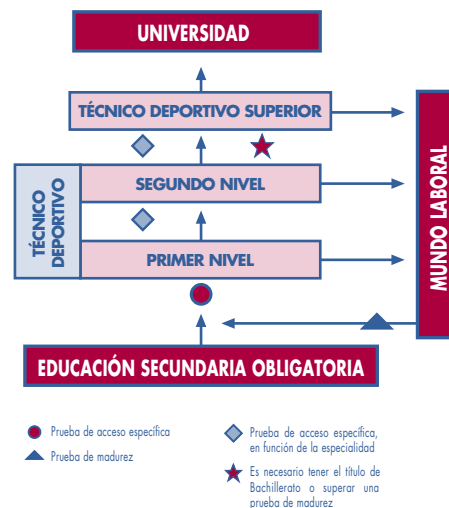 UNIVERSIDAD
TÉCNICO DEPORTIVO SUPERIOR
TÉCNICO
DEPORTIVO
SEGUNDO NIVEL
PRIMER NIVEL
MUNDO LABORAL
EDUCACIÓN SECUNDARIA OBLIGATORIA
Prueba de acceso específica
Prueba de madurez
Prueba de acceso específica,
en función de la especialidad
Es necesario tener el título de
Bachillerato o superar una
prueba de madurez